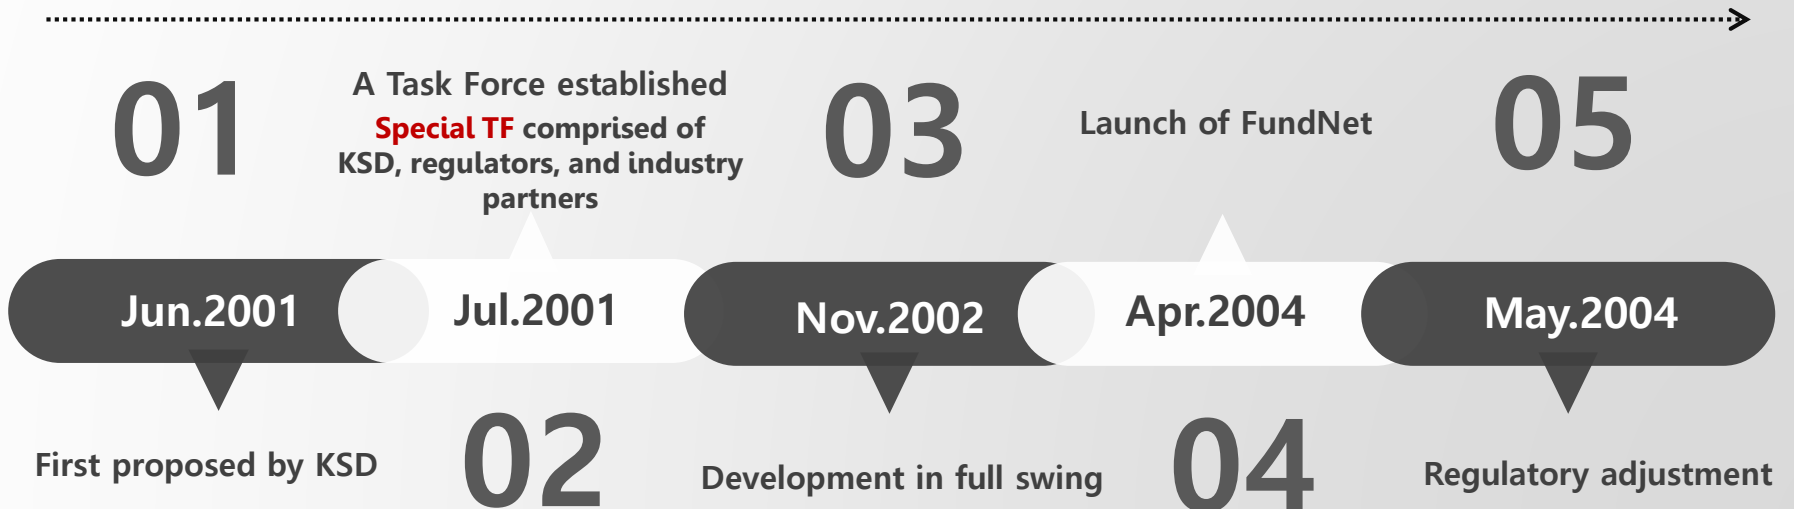 01
Jun.2001
First proposed by KSD
A Task Force established
Special TF comprised of
KSD, regulators, and industry
partners
Jul.2001
02
03
Nov.2002
Development in full swing
Launch of FundNet
Apr.2004
04
05
May.2004
Regulatory adjustment